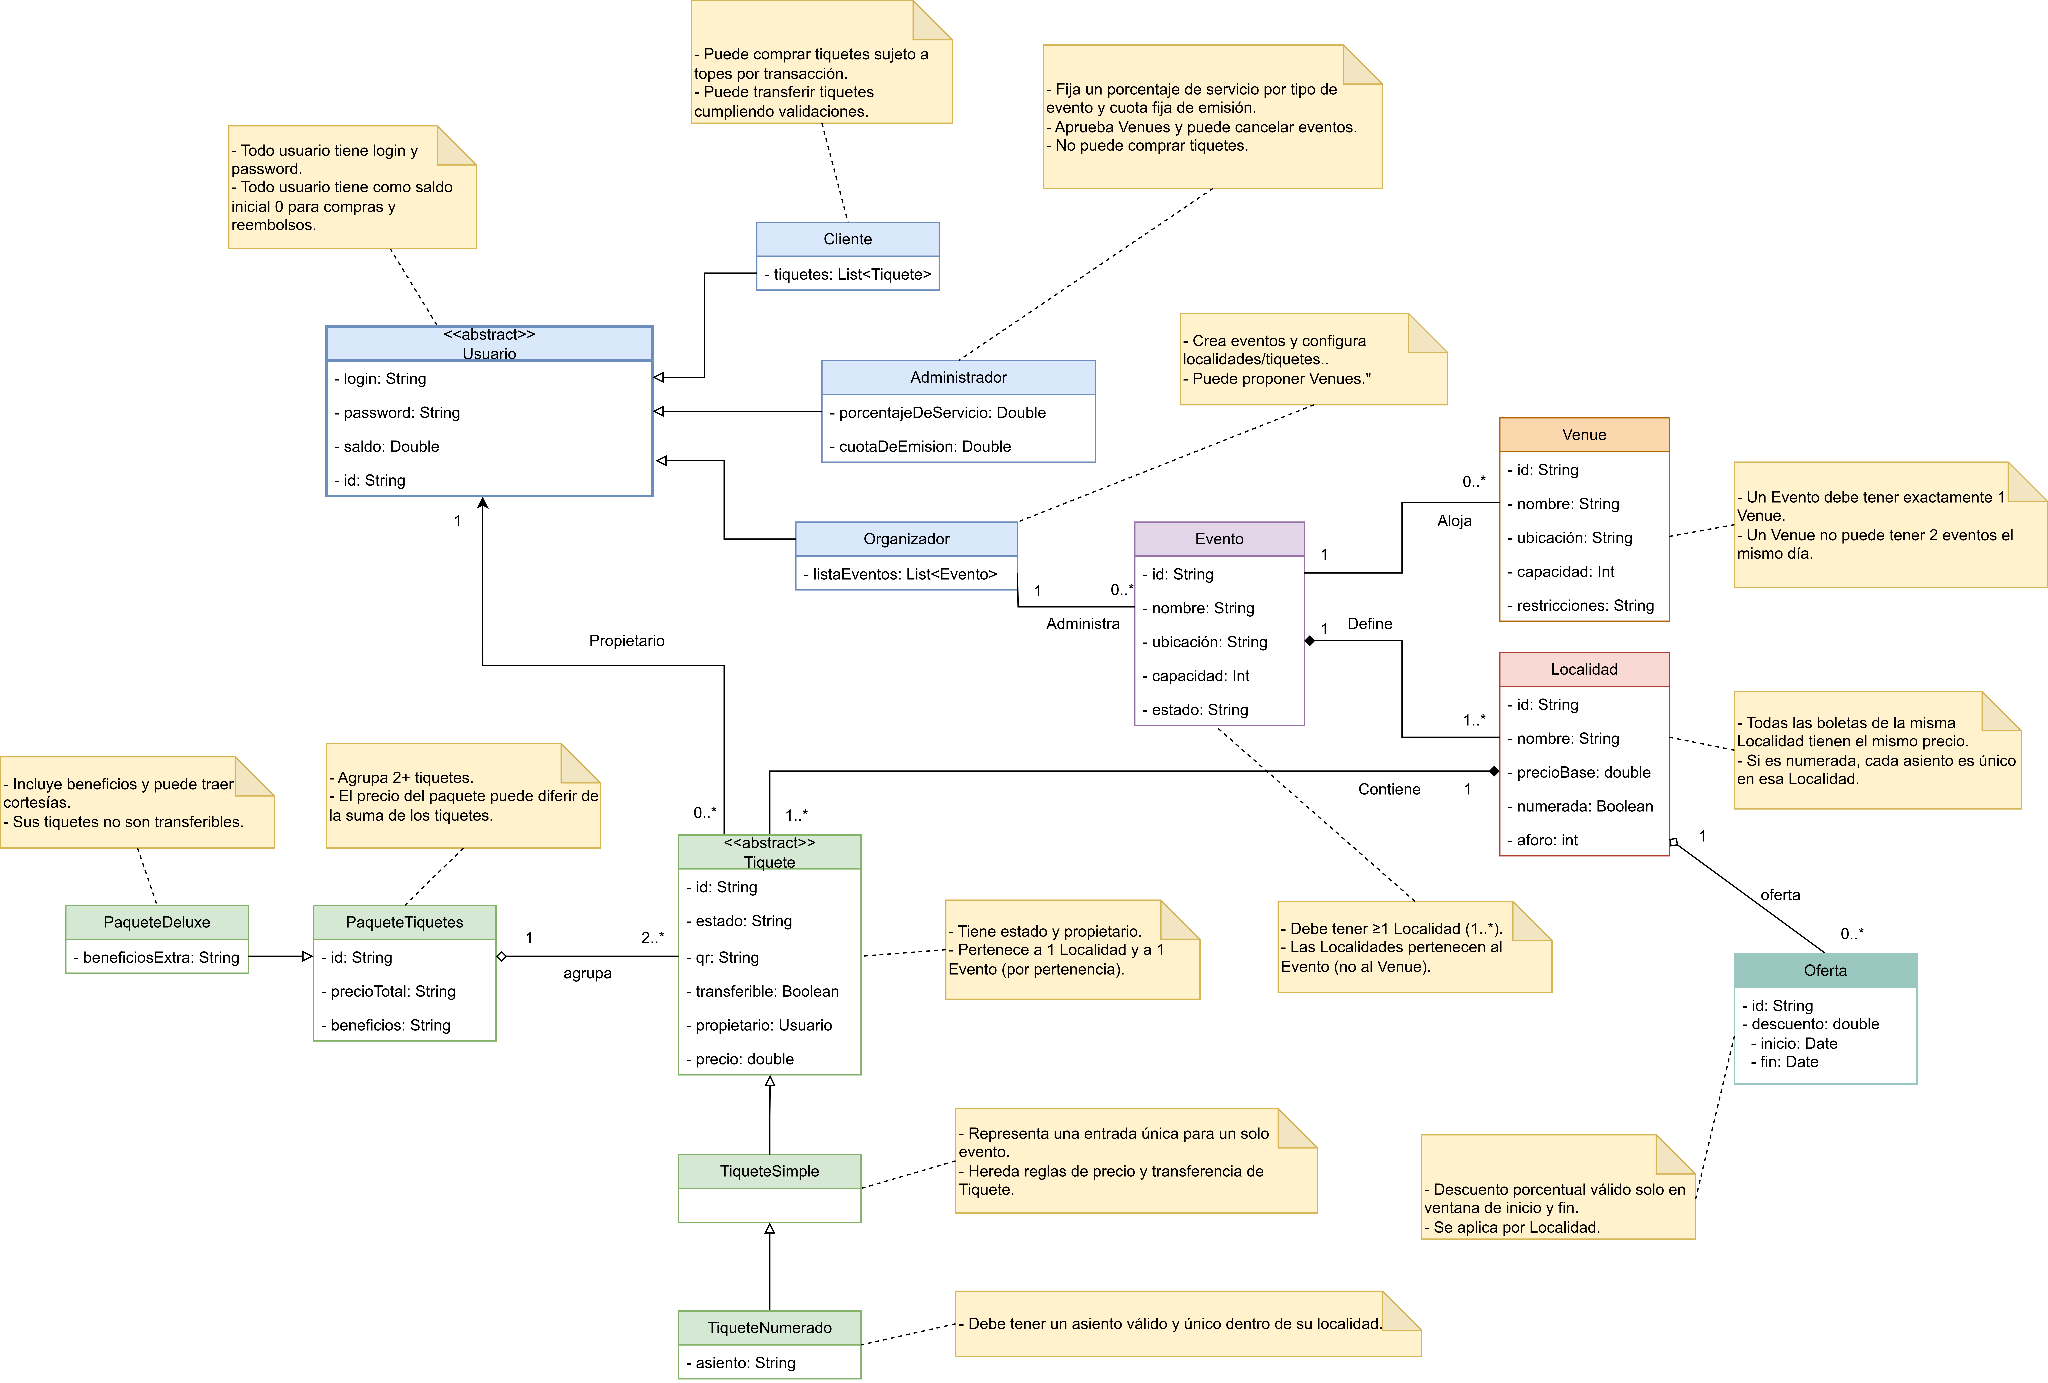 - Puede comprar tiquetes sujeto a
topes por transacción.
- Puede transferir tiquetes
cumpliendo validaciones.
- Fija un porcentaje de servicio por tipo de
evento y cuota fija de emisión.
- Aprueba Venues y puede cancelar eventos.
- No puede comprar tiquetes.
- Todo usuario tiene login y
password.
- Todo usuario tiene como saldo
inicial 0 para compras y
reembolsos.
Cliente
- tiquetes: List<Tiquete>
<<abstract>>
Usuario
- login: String
- password: String
- saldo: Double
- id: String
Administrador
- porcentajeDeServicio: Double
- cuotaDeEmision: Double
- Crea eventos y configura
localidades/tiquetes..
- Puede proponer Venues."
Organizador
- listaEventos: List<Evento>
1
Administra
0..*
Evento
- id: String
- nombre: String
- ubicación: String
- capacidad: Int
- estado: String
1
Aloja
0..*
Venue
- id: String
- nombre: String
- ubicación: String
- capacidad: Int
- restricciones: String
- Un Evento debe tener exactamente 1
Venue.
- Un Venue no puede tener 2 eventos el
mismo día.
1
Define
1..*
Localidad
- id: String
- nombre: String
- precioBase: double
- numerada: Boolean
- aforo: int
- Todas las boletas de la misma
Localidad tienen el mismo precio.
- Si es numerada, cada asiento es único
en esa Localidad.
1
Propietario
0..*
1..*
Contiene
1
- Incluye beneficios y puede traer
cortesías.
- Sus tiquetes no son transferibles.
- Agrupa 2+ tiquetes.
- El precio del paquete puede diferir de
la suma de los tiquetes.
PaqueteDeluxe
- beneficiosExtra: String
PaqueteTiquetes
- id: String
- precioTotal: String
- beneficios: String
1
agrupa
2..*
<<abstract>>
Tiquete
- id: String
- estado: String
- qr: String
- transferible: Boolean
- propietario: Usuario
- precio: double
- Tiene estado y propietario.
- Pertenece a 1 Localidad y a 1
Evento (por pertenencia).
- Debe tener ≥1 Localidad (1..*).
- Las Localidades pertenecen al
Evento (no al Venue).
1
oferta
0..*
Oferta
- id: String
- descuento: double
- inicio: Date
- fin: Date
- Descuento porcentual válido solo en
ventana de inicio y fin.
- Se aplica por Localidad.
TiqueteSimple
- Representa una entrada única para un solo
evento.
- Hereda reglas de precio y transferencia de
Tiquete.
TiqueteNumerado
- asiento: String
- Debe tener un asiento válido y único dentro de su localidad.